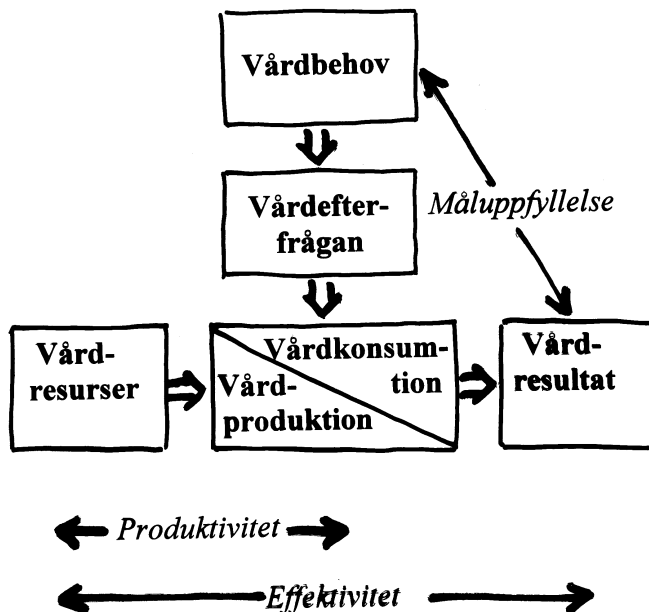 Vårdbehov
Vårdefter-
frågan
Måluppfyllelse
Vård-
resurser
Vårdkonsum-
tion
Vård-
produktion
Vård-
resultat
Produktivitet
Effektivitet